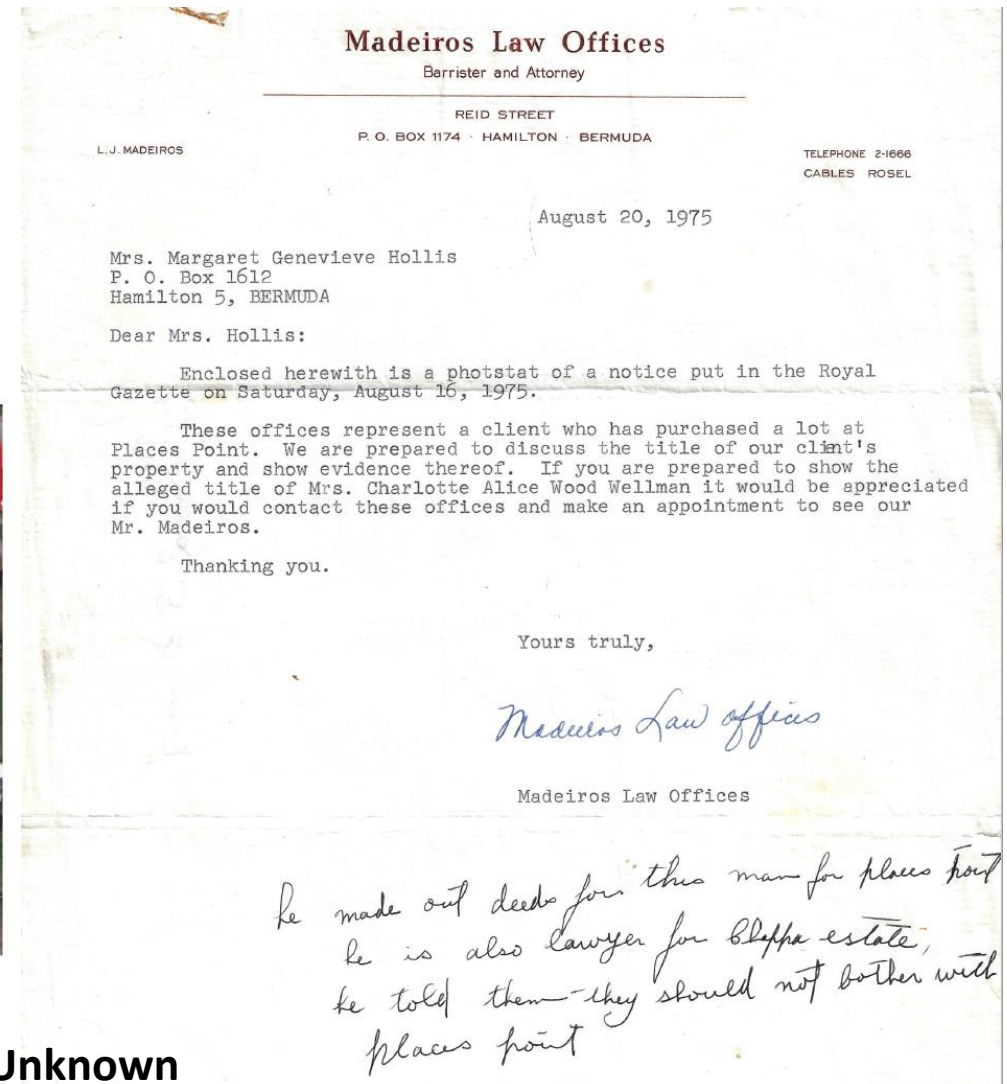 Madeiros Law Offices
Barrister and Attorney
REID STREET
P. O. BOX 1174 · HAMILTON · BERMUDA
L. J. MADEIROS
TELEPHONE 2-1666
CABLES ROSEL
August 20, 1975
Mrs. Margaret Genevieve Hollis
P. O. Box 1612
Hamilton 5, BERMUDA
Dear Mrs. Hollis:
Enclosed herewith is a photstat of a notice put in the Royal
Gazette on Saturday, August 16, 1975.
These offices represent a client who has purchased a lot at
Places Point. We are prepared to discuss the title of our client's
property and show evidence thereof. If you are prepared to show the
alleged title of Mrs. Charlotte Alice Wood Wellman it would be appreciated
if you would contact these offices and make an appointment to see our
Mr. Madeiros.
Thanking you.
Yours truly,
Madeiros Law offices
Madeiros Law Offices
he made out deeds for this man for places point
he is also lawyer for estate,
he told them-they should not bother with
places point
Unknown